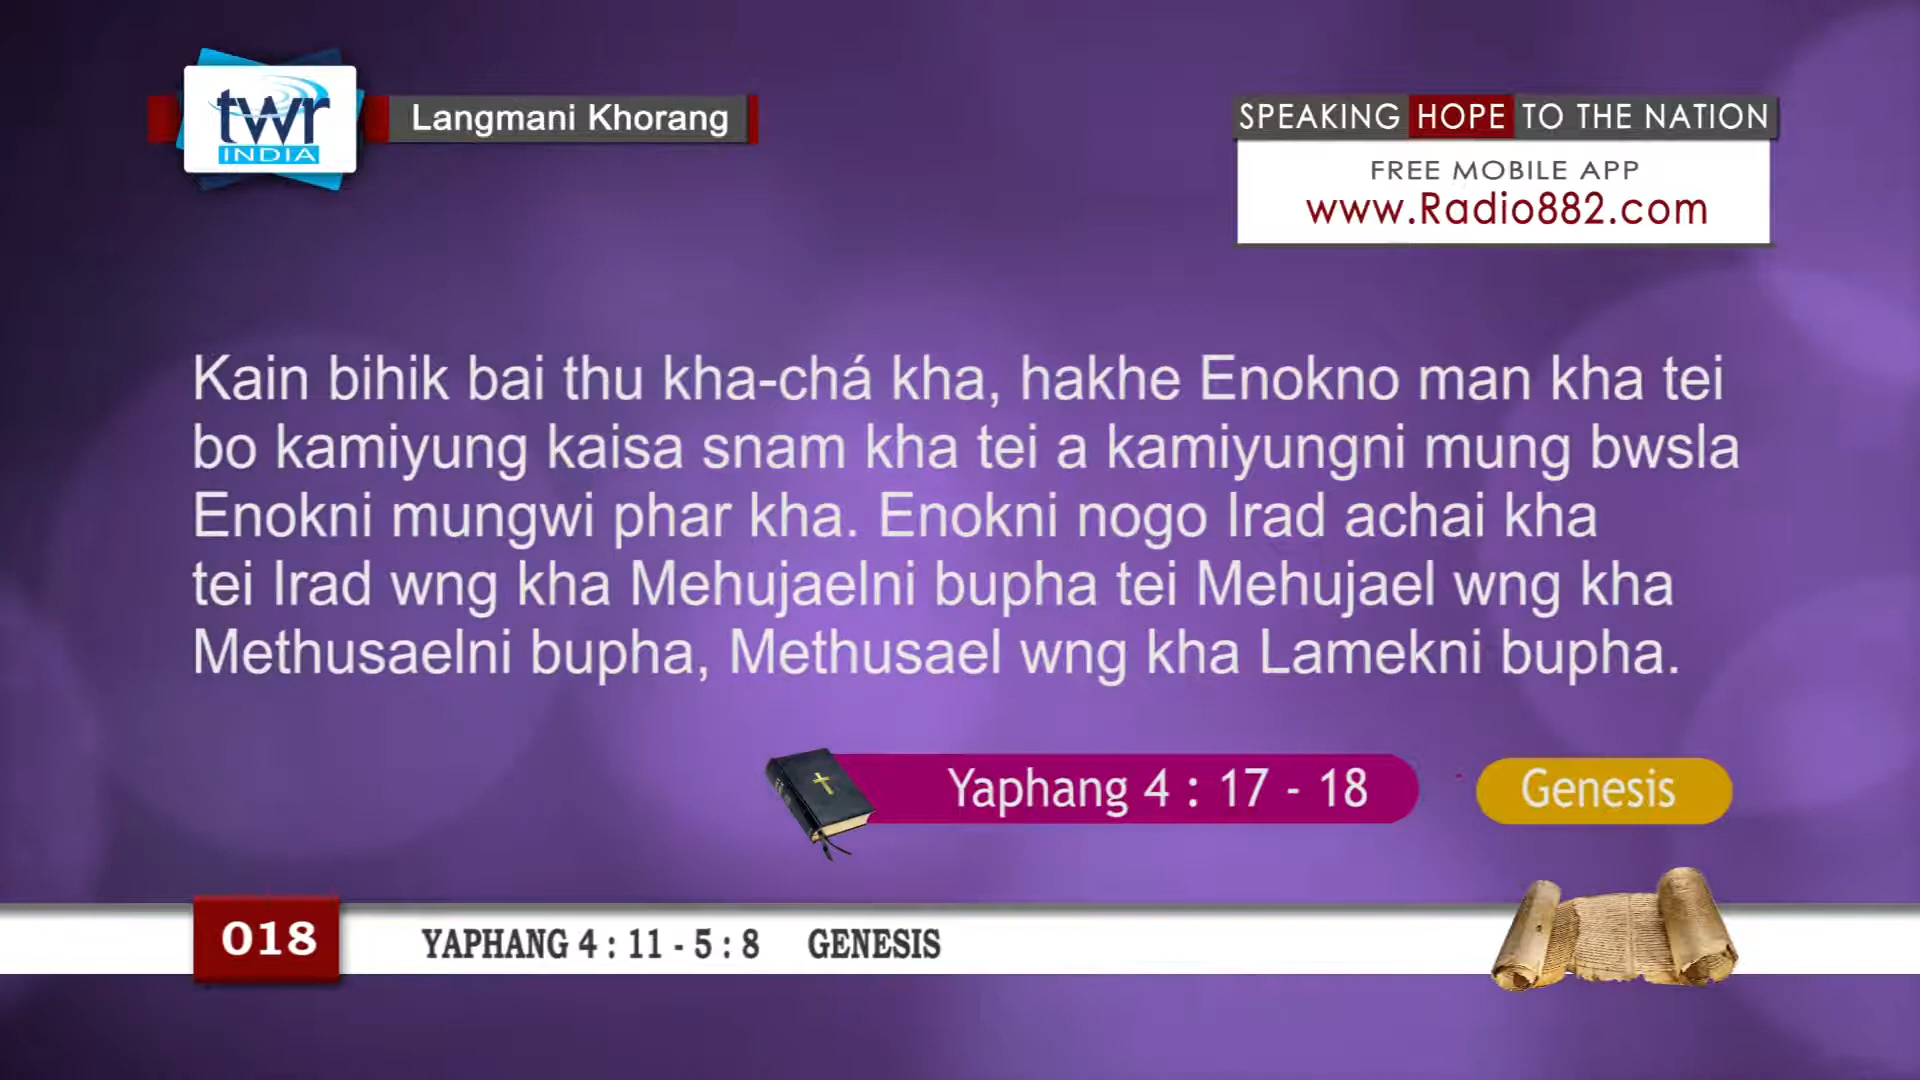 twr
INDIA
Langmani Khorang
SPEAKING HOPE TO THE NATION
FREE MOBILE APP
www.Radio882.com
Kain bihik bai thu kha-chá kha, hakhe Enokno man kha tei
bo kamiyung kaisa snam kha tei a kamiyungni mung bwsla
Enokni mungwi phar kha. Enokni nogo Irad achai kha
tei Irad wng kha Mehujaelni bupha tei Mehujael wng kha
Methusaelni bupha, Methusael wng kha Lamekni bupha.
Yaphang 4 : 17 - 18
Genesis
018
YAPHANG 4 : 11 - 5 : 8 GENESIS